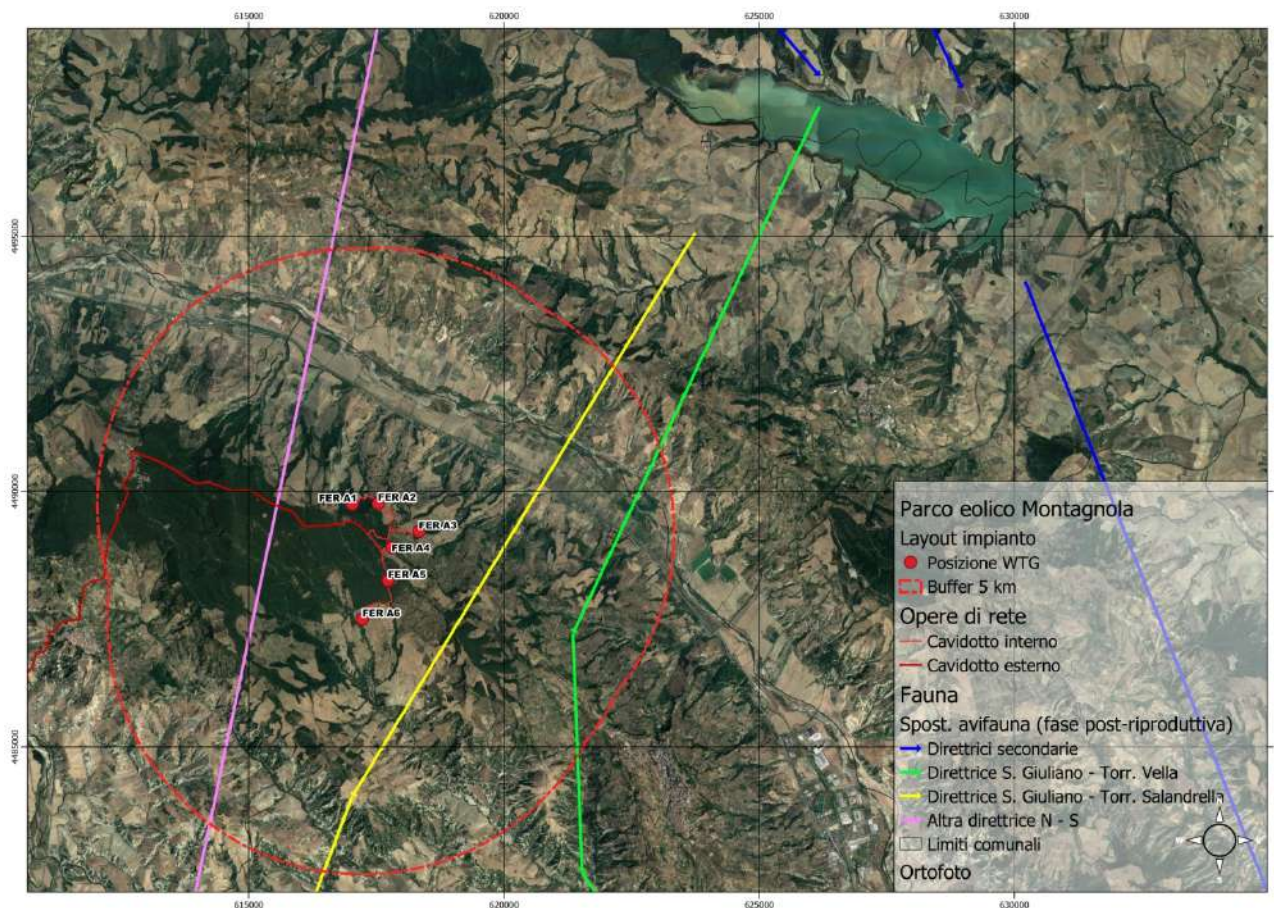 615000
620000
625000
630000
4495000
4490000
4485000
FER A1
FER A2
FER A3
FER A4
FER A5
FER A6
Parco eolico Montagnola
Layout impianto
Posizione WTG
Buffer 5 km
Opere di rete
Cavidotto interno
Cavidotto esterno
Fauna
Spost. avifauna (fase post-riproduttiva)
Direttrici secondarie
Direttrice S. Giuliano - Torr. Vella
Direttrice S. Giuliano - Torr. Salandrella
Altra direttrice N - S
Limiti comunali
Ortofoto
4495000
4490000
4485000
615000
620000
625000
630000